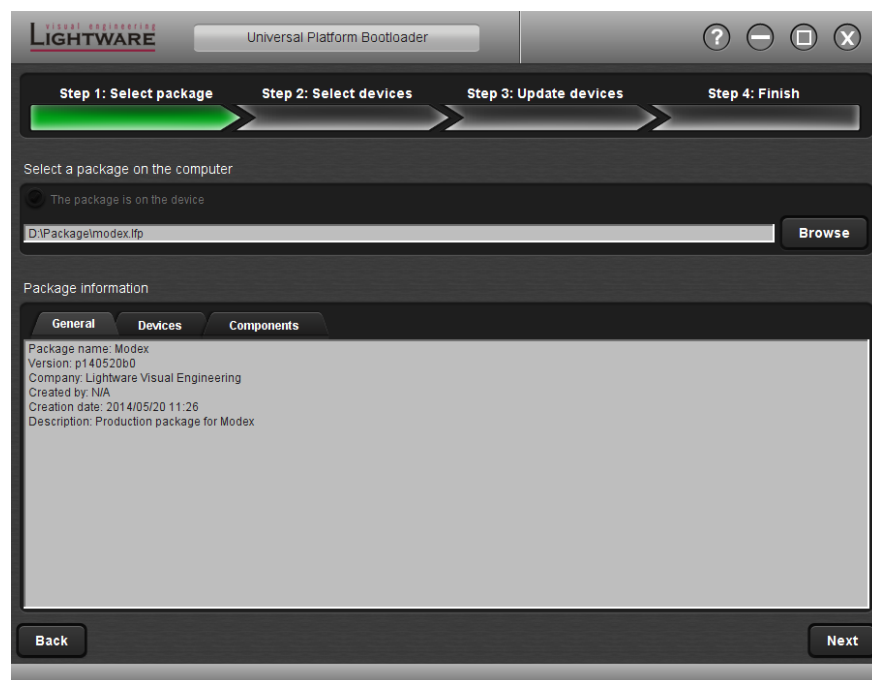 visual engineering
LIGHTWARE
Universal Platform Bootloader
? X
Step 1: Select package Step 2: Select devices Step 3: Update devices Step 4: Finish
Select a package on the computer
The package is on the device
D:\Package\modex.lfp
Browse
Package information
General Devices Components
Package name: Modex
Version: p140520b0
Company: Lightware Visual Engineering
Created by: N/A
Creation date: 2014/05/20 11:26
Description: Production package for Modex
Back Next